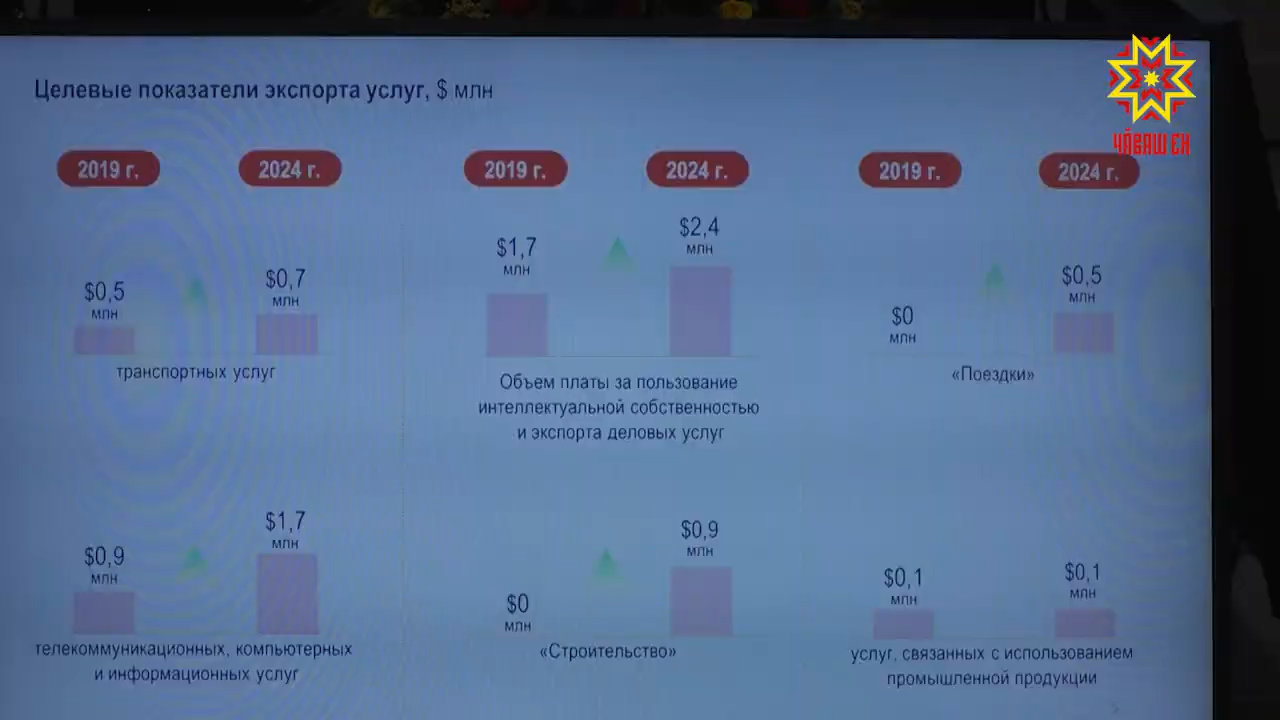 Целевые показатели экспорта услуг, $ млн
ЧӐВАШ ЕН
2019 г.
2024 г.
2019 г.
2024 г.
2019 г.
2024 г.
$0,5
млн
$0,7
млн
транспортных услуг
$1,7
млн
$2,4
млн
Объем платы за пользование
интеллектуальной собственностью
и экспорта деловых услуг
$0
млн
$0,5
млн
«Поездки»
$0,9
млн
$1,7
млн
телекоммуникационных, компьютерных
и информационных услуг
$0
млн
$0,9
млн
«Строительство»
$0,1
млн
$0,1
млн
услуг, связанных с использованием
промышленной продукции